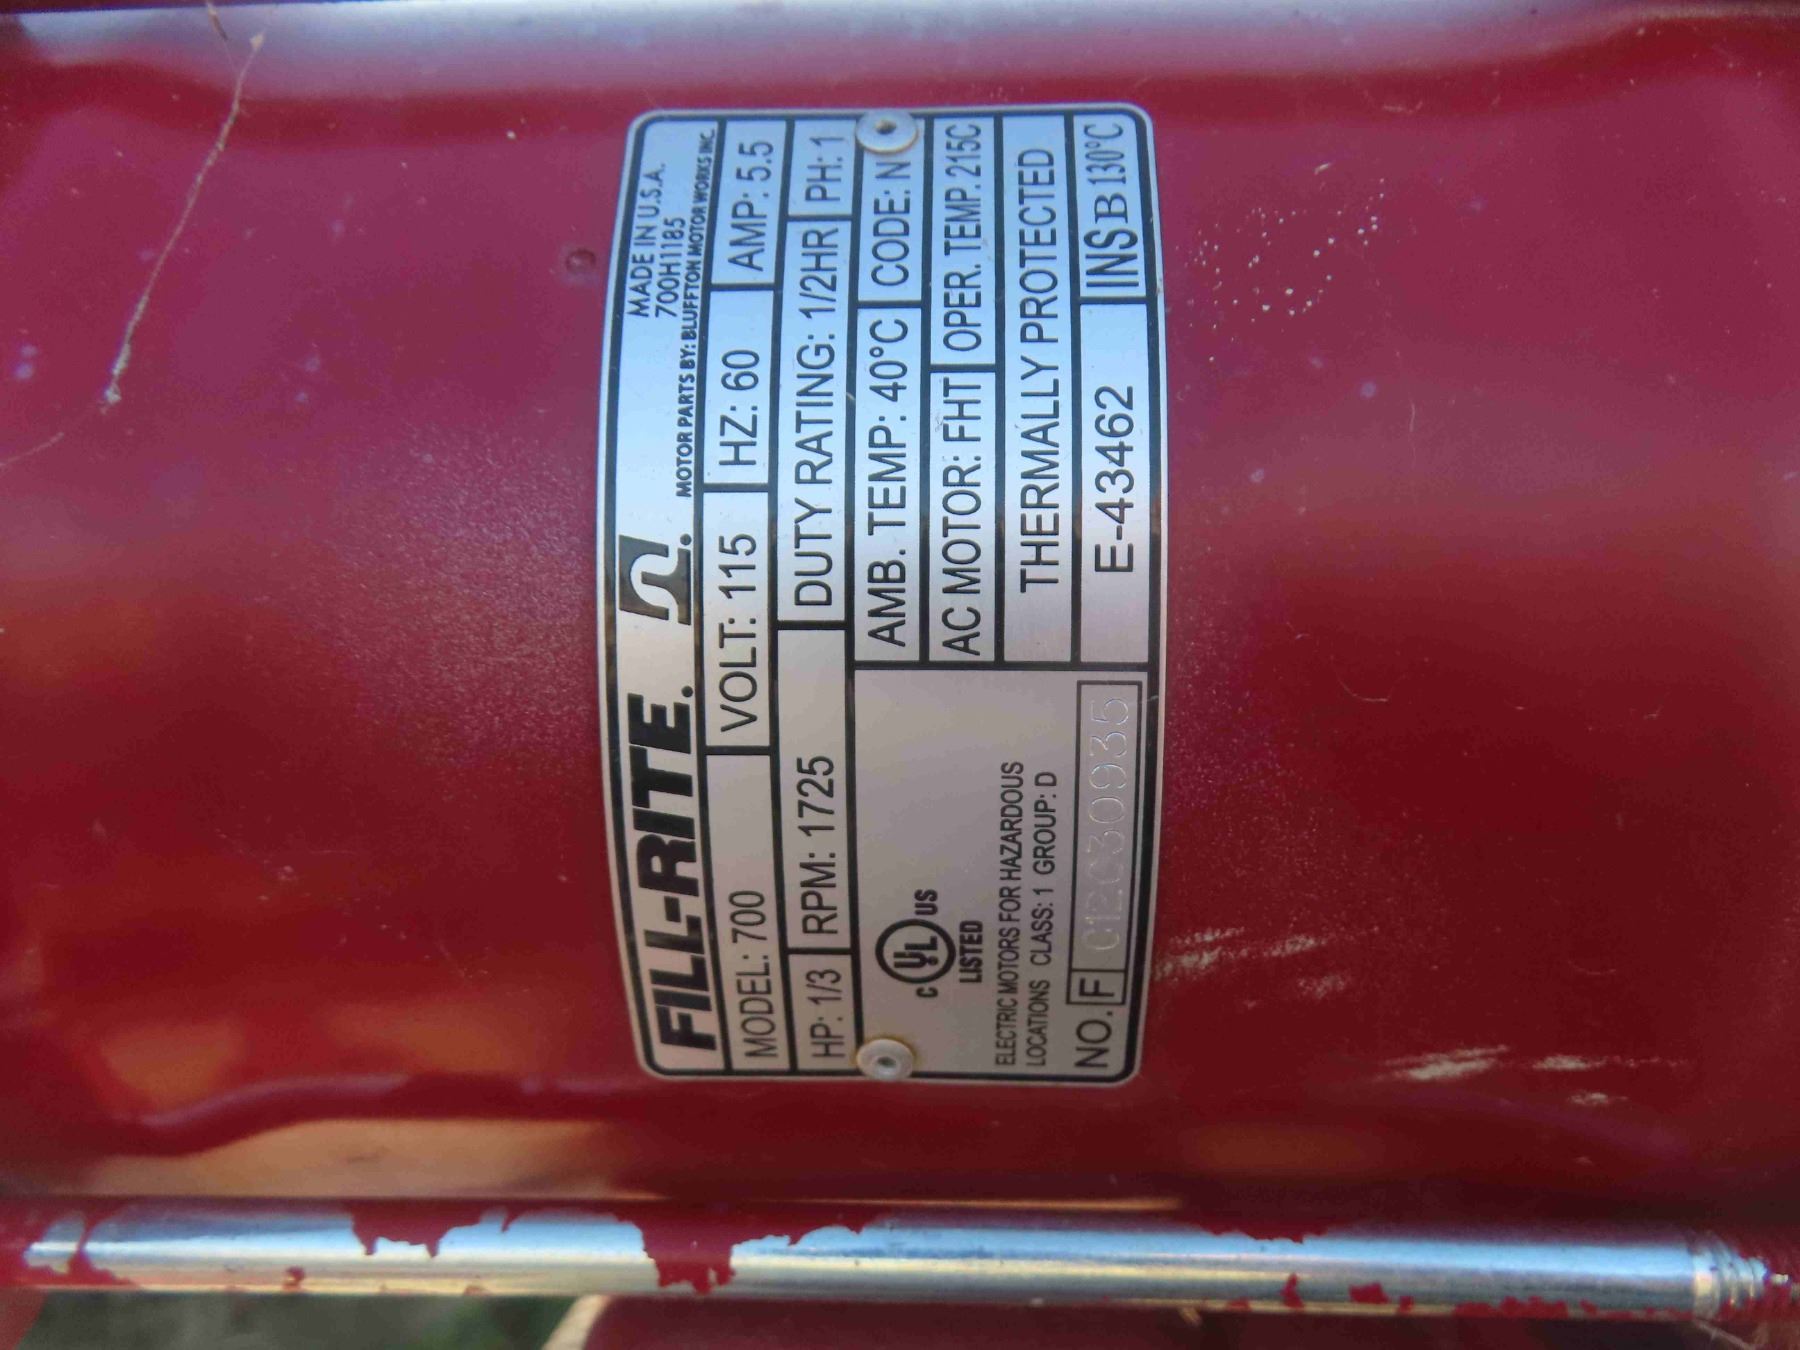 FILL-RITE.
MADE IN U.S.A.
700H1185
MOTOR PARTS BY: BLUFFTON MOTOR WORKS INC.
MODEL: 700 VOLT: 115 HZ: 60 AMP: 5.5
HP: 1/3 RPM: 1725 DUTY RATING: 1/2HR PH: 1
AMB. TEMP: 40°C CODE: N
AC MOTOR: FHT OPER. TEMP. 215C
THERMALLY PROTECTED
E-43462 INS B 130°C
C UL US
LISTED
ELECTRIC MOTORS FOR HAZARDOUS
LOCATIONS CLASS: 1 GROUP: D
NO. F 012C30935